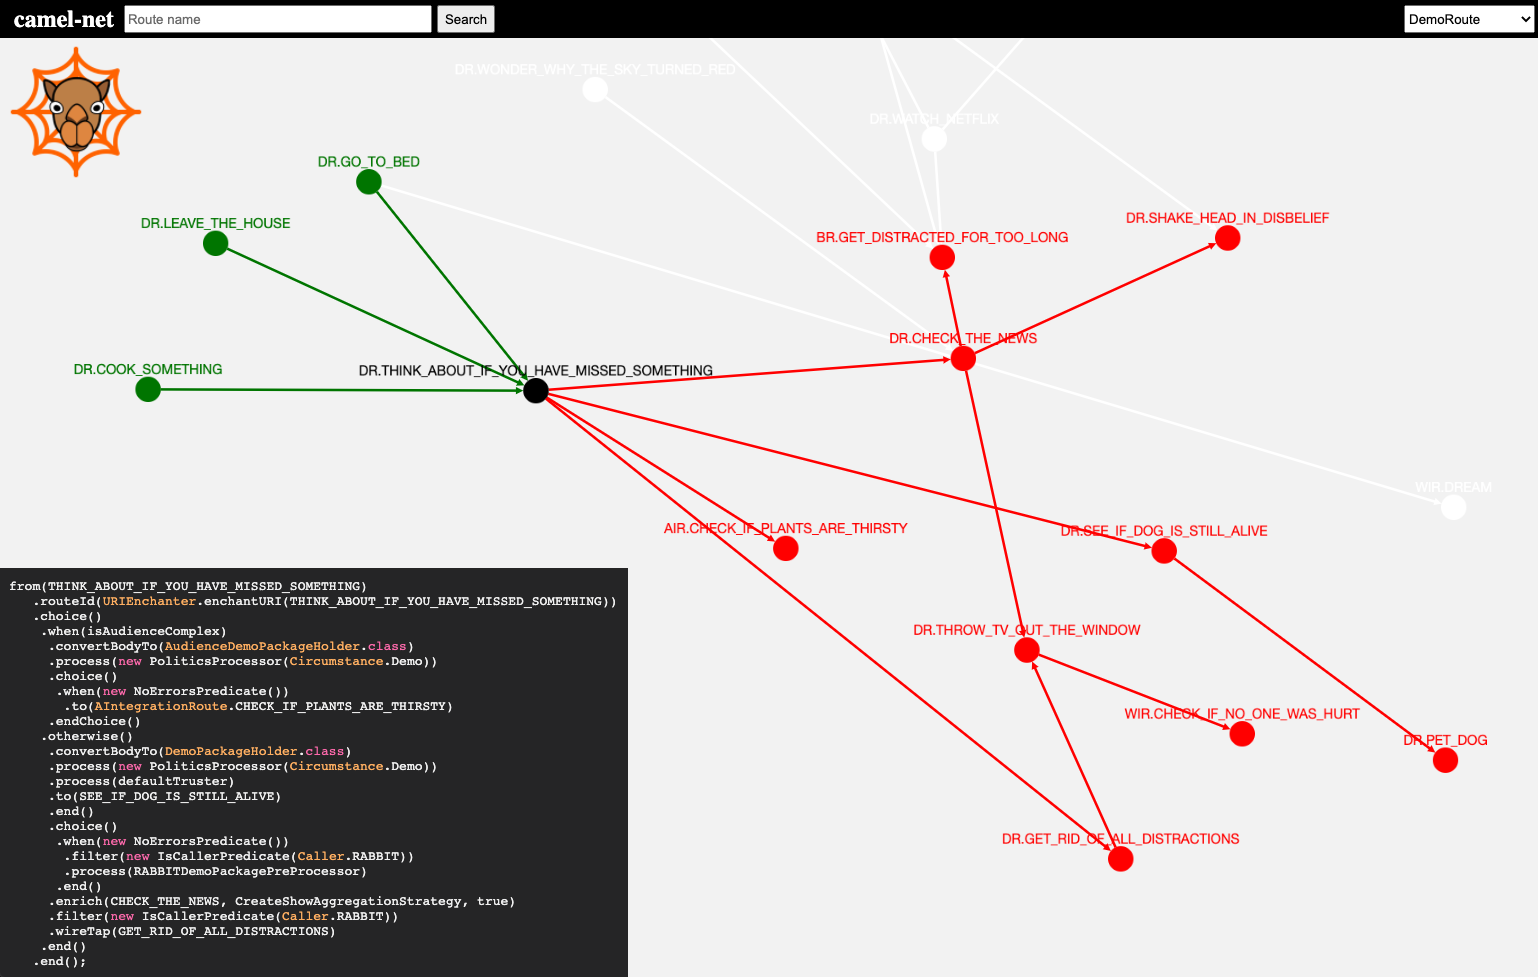 camel-net
Route name
Search
DemoRoute
DR.WONDER_WHY_THE_SKY_TURNED_RED
DR.WATCH_NETFLIX
DR.GO_TO_BED
DR.LEAVE_THE_HOUSE
DR.SHAKE_HEAD_IN_DISBELIEF
BR.GET_DISTRACTED_FOR_TOO_LONG
DR.CHECK_THE_NEWS
DR.COOK_SOMETHING
DR.THINK_ABOUT_IF_YOU_HAVE_MISSED_SOMETHING
WIR.DREAM
AIR.CHECK_IF_PLANTS_ARE_THIRSTY
DR.SEE_IF_DOG_IS_STILL_ALIVE
DR.THROW_TV_OUT_THE_WINDOW
WIR.CHECK_IF_NO_ONE_WAS_HURT
DR.PET_DOG
DR.GET_RID_OF_ALL_DISTRACTIONS
from(THINK_ABOUT_IF_YOU_HAVE_MISSED_SOMETHING)
   .routeId(URIEnchanter.enchantURI(THINK_ABOUT_IF_YOU_HAVE_MISSED_SOMETHING))
   .choice()
    .when(isAudienceComplex)
     .convertBodyTo(AudienceDemoPackageHolder.class)
     .process(new PoliticsProcessor(Circumstance.Demo))
     .choice()
      .when(new NoErrorsPredicate())
       .to(AIntegrationRoute.CHECK_IF_PLANTS_ARE_THIRSTY)
     .endChoice()
    .otherwise()
     .convertBodyTo(DemoPackageHolder.class)
     .process(new PoliticsProcessor(Circumstance.Demo))
     .process(defaultTruster)
     .to(SEE_IF_DOG_IS_STILL_ALIVE)
     .end()
     .choice()
      .when(new NoErrorsPredicate())
       .filter(new IsCallerPredicate(Caller.RABBIT))
       .process(RABBITDemoPackagePreProcessor)
      .end()
     .enrich(CHECK_THE_NEWS, CreateShowAggregationStrategy, true)
     .filter(new IsCallerPredicate(Caller.RABBIT))
     .wireTap(GET_RID_OF_ALL_DISTRACTIONS)
    .end()
   .end();